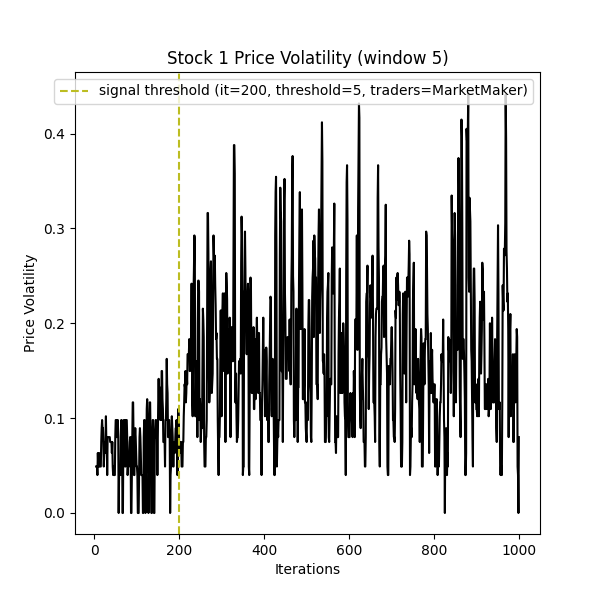 Stock 1 Price Volatility (window 5)
signal threshold (it=200, threshold=5, traders=MarketMaker)
0.4
0.3
0.2
0.1
0.0
Price Volatility
0 200 400 600 800 1000
Iterations